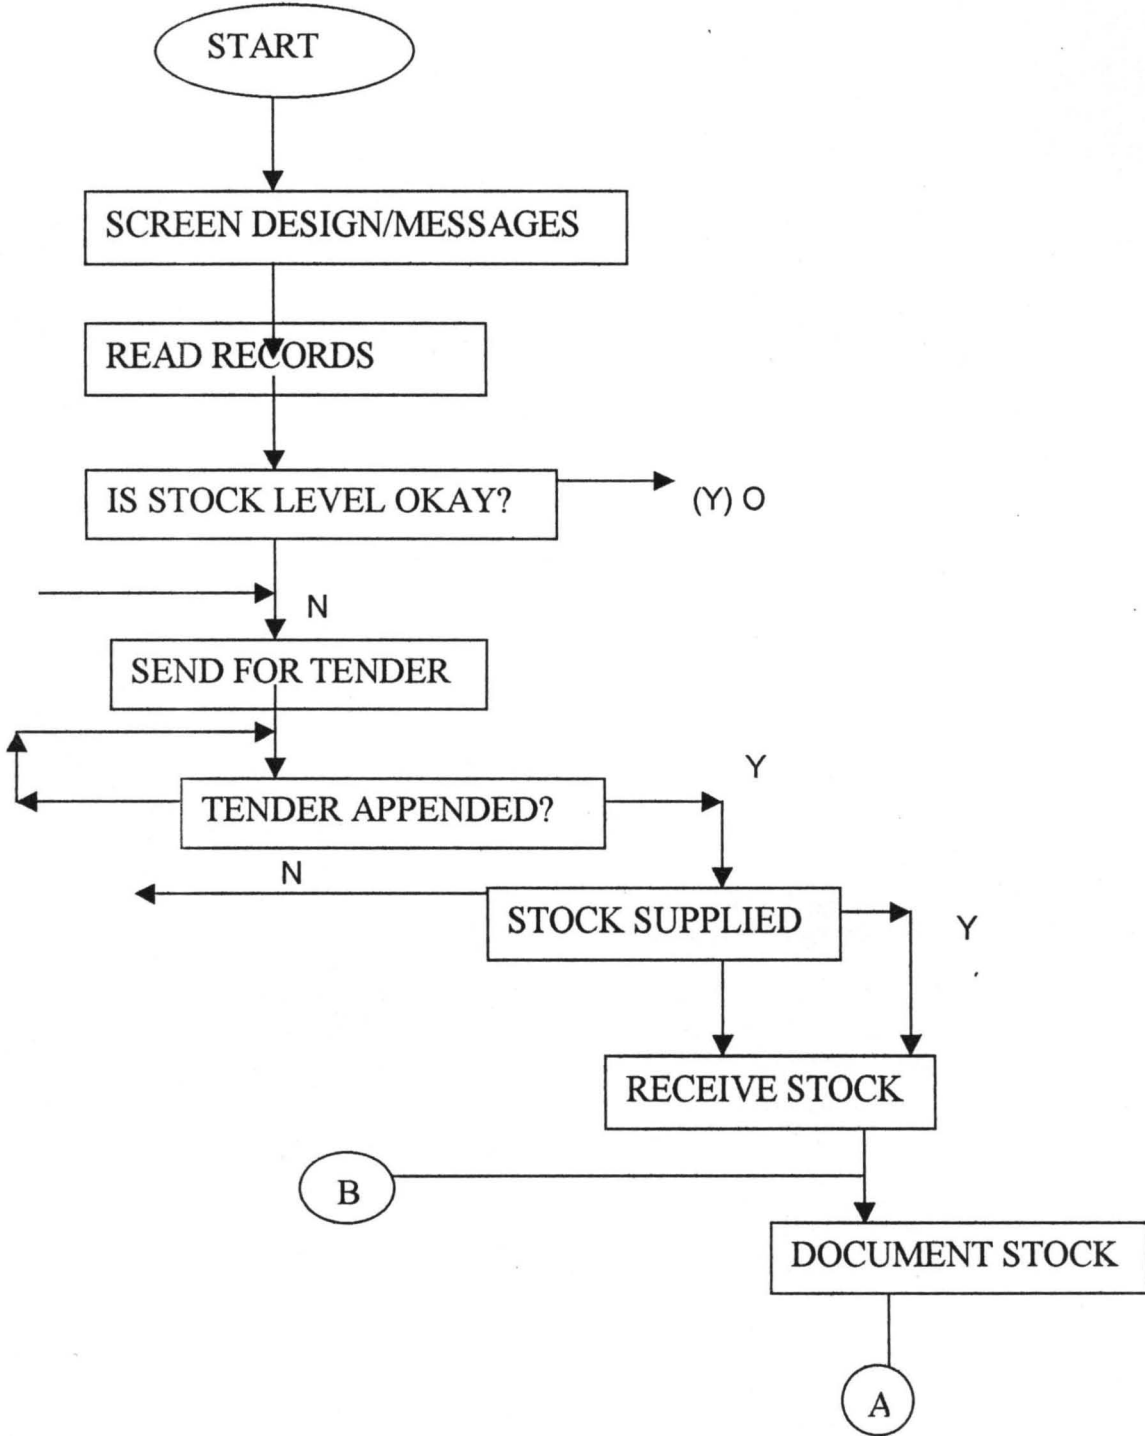 START
SCREEN DESIGN/MESSAGES
READ RECORDS
IS STOCK LEVEL OKAY?
(Y) O
N
SEND FOR TENDER
Y
TENDER APPENDED?
N
STOCK SUPPLIED
Y
RECEIVE STOCK
B
DOCUMENT STOCK
A